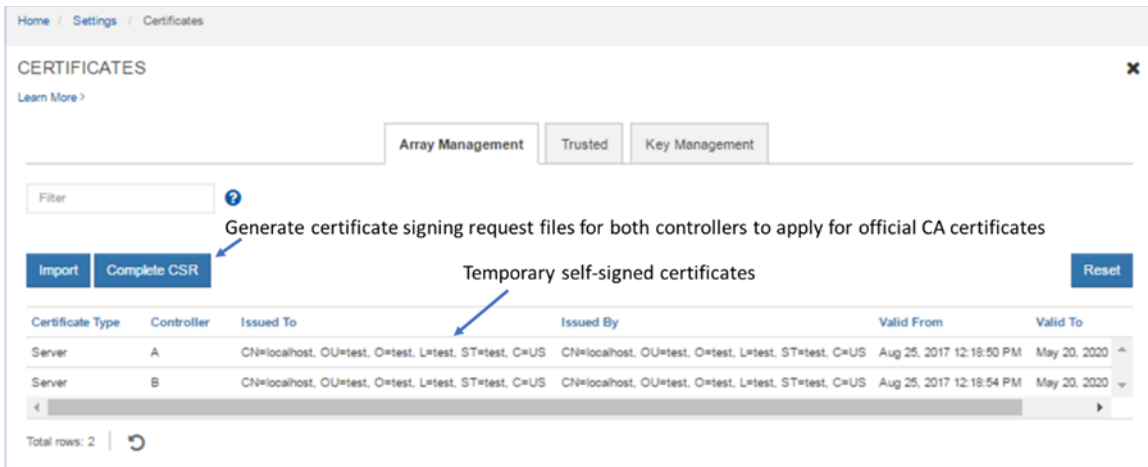 Home / Settings / Certificates
CERTIFICATES
Learn More >
Array Management Trusted Key Management
Filter ?
Generate certificate signing request files for both controllers to apply for official CA certificates
Import Complete CSR Temporary self-signed certificates Reset
Certificate Type Controller Issued To Issued By Valid From Valid To
Server A CN=localhost, OU=test, O=test, L=test, ST=test, C=US CN=localhost, OU=test, O=test, L=test, ST=test, C=US Aug 25, 2017 12:18:50 PM May 20, 2020
Server B CN=localhost, OU=test, O=test, L=test, ST=test, C=US CN=localhost, OU=test, O=test, L=test, ST=test, C=US Aug 25, 2017 12:18:54 PM May 20, 2020
Total rows: 2